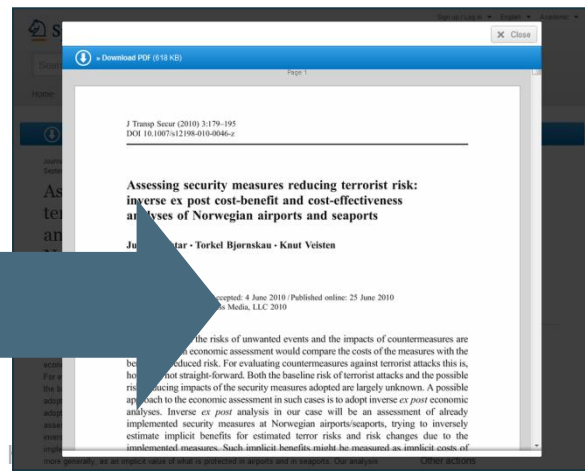 Sign up / Log in English Academic
Close
» Download PDF (618 KB)
Page 1
Home
J Transp Secur (2010) 3:179–195
DOI 10.1007/s12198-010-0046-z
Assessing security measures reducing terrorist risk:
inverse ex post cost-benefit and cost-effectiveness
analyses of Norwegian airports and seaports
Torkel Bjørnskau · Knut Veisten
accepted: 4 June 2010 / Published online: 25 June 2010
Media, LLC 2010
the risks of unwanted events and the impacts of countermeasures are
economic assessment would compare the costs of the measures with the
reduced risk. For evaluating countermeasures against terrorist attacks this is,
not straight-forward. Both the baseline risk of terrorist attacks and the possible
risk reducing impacts of the security measures adopted are largely unknown. A possible
approach to the economic assessment in such cases is to adopt inverse ex post economic
analyses. Inverse ex post analysis in our case will be an assessment of already
implemented security measures at Norwegian airports/seaports, trying to inversely
estimate implicit benefits for estimated terror risks and risk changes due to the
implemented measures. Such implicit benefits might be measured as implicit costs of
more generally, as an implicit value of what is protected in airports and in seaports. Our analysis
Other actions